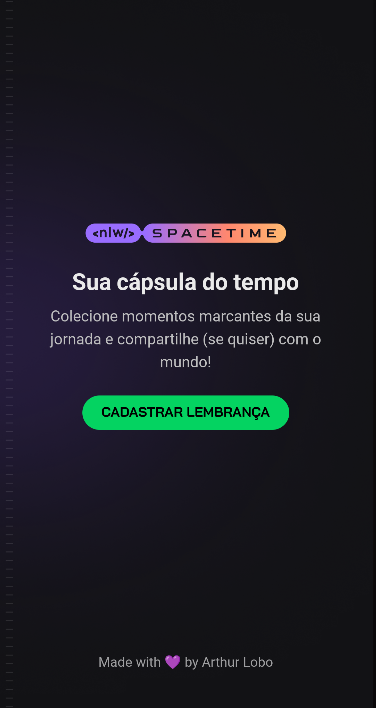 <nlw/> SPACETIME
Sua cápsula do tempo
Colecione momentos marcantes da sua
jornada e compartilhe (se quiser) com o
mundo!
CADASTRAR LEMBRANÇA
Made with 💜 by Arthur Lobo